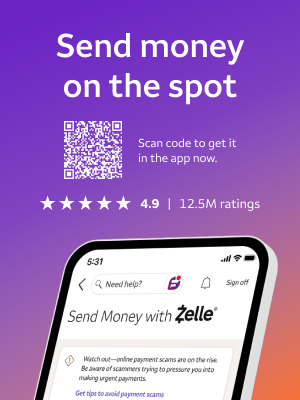 Send money
on the spot
Scan code to get it
in the app now.
4.9 | 12.5M ratings
5:31
Need help?
Sign off
Send Money with Zelle®
Watch out—online payment scams are on the rise.
Be aware of scammers trying to pressure you into
making urgent payments.
Get tips to avoid payment scams